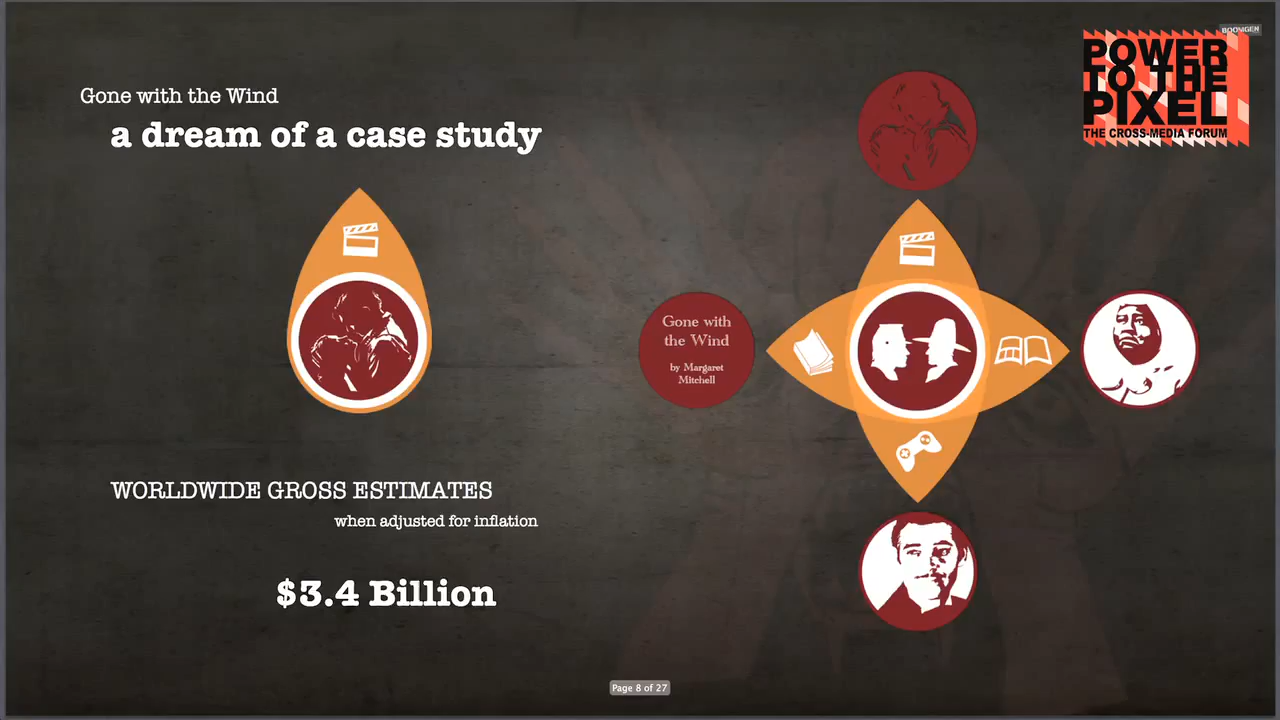 Gone with the Wind
a dream of a case study
WORLDWIDE GROSS ESTIMATES
when adjusted for inflation
$3.4 Billion
Gone with
the Wind
by Margaret
Mitchell
POWER
TO THE
PIXEL
THE CROSS-MEDIA FORUM
Page 8 of 27